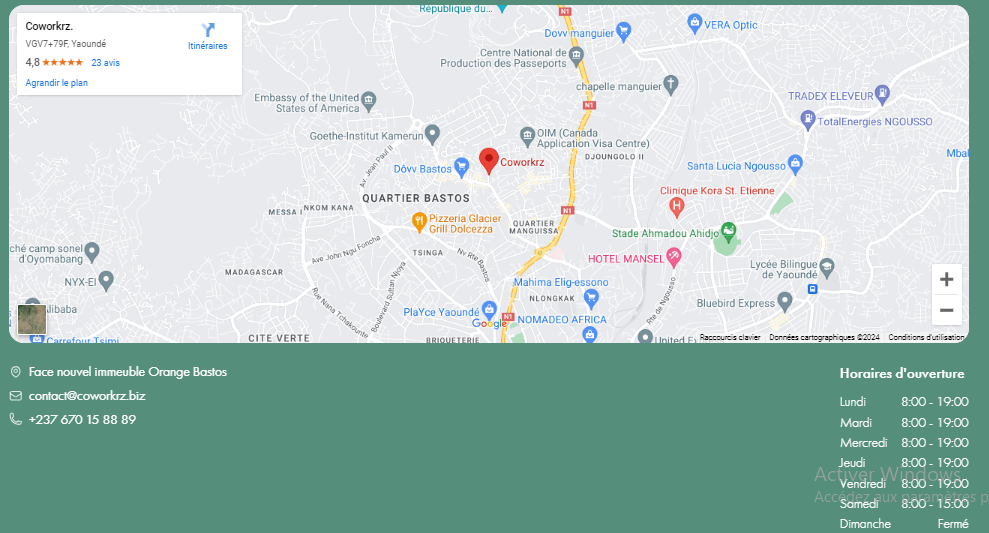 Coworkrz.
VGV7+79F, Yaoundé
4,8 23 avis
Agrandir le plan
Itinéraires
République du...
N1
Dovv manguier
VERA Optic
Centre National de
Production des Passeports
chapelle manguier
TRADEX ELEVEUR
Embassy of the United
States of America
N1
TotalEnergies NGOUSSO
Goethe-Institut Kamerun
OIM (Canada
Application Visa Centre)
DJOUNGOLO II
Mbal
Av. Jean Paul II
Dôvv Bastos
Coworkrz
Santa Lucia Ngousso
QUARTIER BASTOS
Clinique Kora St. Etienne
MESSA I
NKOM KANA
N1
Pizzeria Glacier
Grill Dolcezza
QUARTIER
MANGUISSA
Stade Ahmadou Ahidjo
ché camp sonel
d'Oyomabang
Ave John Ngu Foncha
TSINGA
Nv Rte Bastos
HOTEL MANSEL
Lycée Bilingue
de Yaoundé
MADAGASCAR
NYX-El
Boulevard Sultan Njoya
Mahima Elig-essono
Rue Nana Tchakounte
NLONGKAK
Rte de Ngousso
Bluebird Express
Alibaba
PlaYce Yaoundé
Google
N1
NOMADEO AFRICA
CITE VERTE
BRIQUETERIE
Carrefour Tsimi
United Ex
Raccourcis clavier Données cartographiques ©2024 Conditions d'utilisation
Face nouvel immeuble Orange Bastos
contact@coworkrz.biz
+237 670 15 88 89
Horaires d'ouverture
Lundi 8:00 - 19:00
Mardi 8:00 - 19:00
Mercredi 8:00 - 19:00
Jeudi 8:00 - 19:00
Vendredi 8:00 - 19:00
Samedi 8:00 - 15:00
Dimanche Fermé
Activer Windows
Accédez aux paramètres p